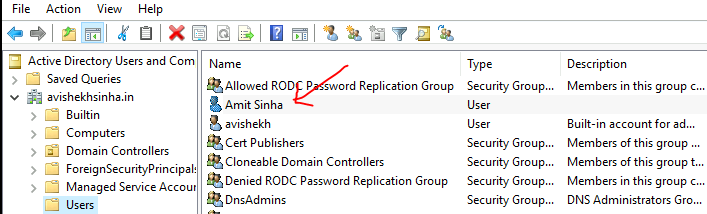 File Action View Help
Active Directory Users and Com
Saved Queries
avishekhsinha.in
Builtin
Computers
Domain Controllers
ForeignSecurityPrincipals
Managed Service Accour
Users
Name Type Description
Allowed RODC Password Replication Group Security Group... Members in this group c...
Amit Sinha User
avishekh User Built-in account for ad...
Cert Publishers Security Group... Members of this group ...
Cloneable Domain Controllers Security Group... Members of this group t...
Denied RODC Password Replication Group Security Group... Members in this group c...
DnsAdmins Security Group... DNS Administrators Gro...